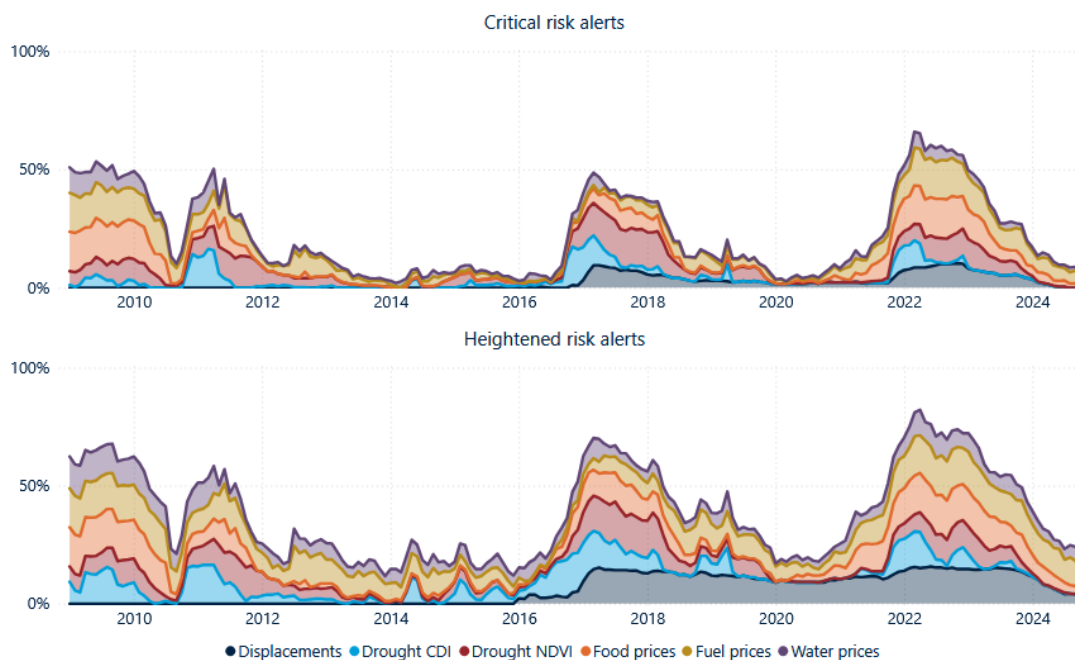 Critical risk alerts
100%
50%
0%
2010 2012 2014 2016 2018 2020 2022 2024
Heightened risk alerts
100%
50%
0%
2010 2012 2014 2016 2018 2020 2022 2024
Displacements Drought CDI Drought NDVI Food prices Fuel prices Water prices